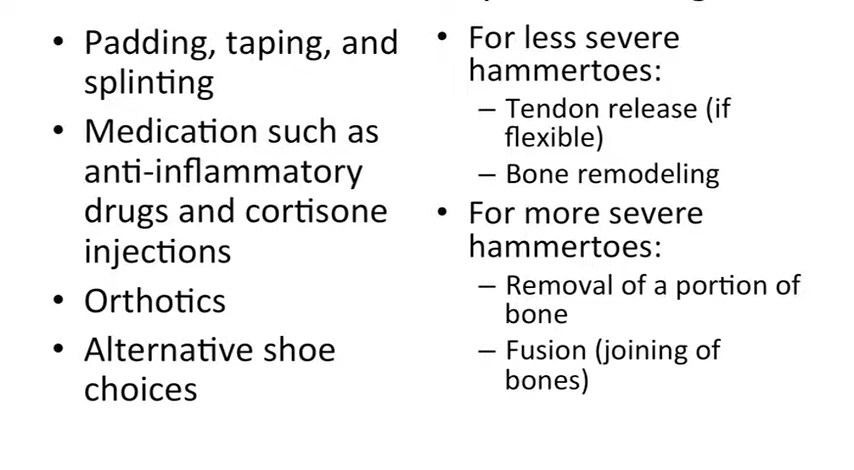 • Padding, taping, and
splinting
• Medication such as
anti-inflammatory
drugs and cortisone
injections
• Orthotics
• Alternative shoe
choices
• For less severe
hammertoes:
– Tendon release (if
flexible)
– Bone remodeling
• For more severe
hammertoes:
– Removal of a portion of
bone
– Fusion (joining of
bones)